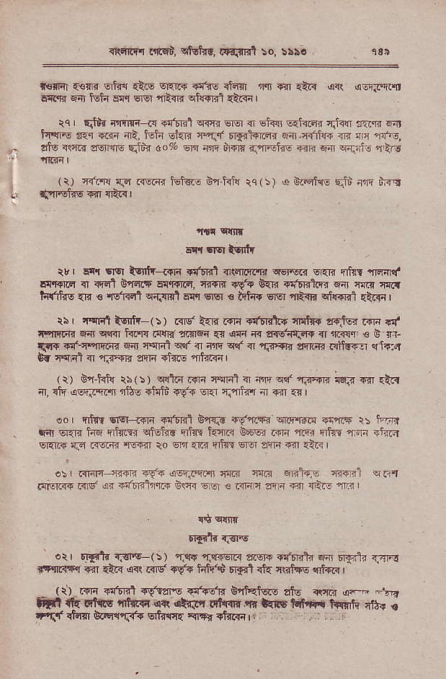 বাংলাদেশ গেজেট, অতিরিক্ত, ফেব্রুয়ারী ১০, ১৯৯৩ ৭৪৯
রওয়ানা হওয়ার তারিখ হইতে তাহাকে কর্মরত বলিয়া গণ্য করা হইবে এবং এতদুদ্দেশ্যে
ভ্রমণের জন্য তিনি ভ্রমণ ভাতা পাইবার অধিকারী হইবেন।
২৭। ছুটির নগদায়ন—যে কর্মচারী অবসর ভাতা বা ভবিষ্য তহবিলের সুবিধা গ্রহণের জন্য
সিদ্ধান্ত গ্রহণ করেন নাই, তিনি তাঁহার সম্পূর্ণ চাকুরীকালের জন্য সর্বাধিক বার মাস পর্যন্ত,
প্রতি বৎসরে প্রত্যাখ্যাত ছুটির ৫০% ভাগ নগদ টাকায় রূপান্তরিত করার জন্য অনুমতি পাইতে
পারেন।
(২) সর্বশেষ মূল বেতনের ভিত্তিতে উপ-বিধি ২৭(১) এ উল্লেখিত ছুটি নগদ টাকায়
রূপান্তরিত করা যাইবে।
পঞ্চম অধ্যায়
ভ্রমণ ভাতা ইত্যাদি
২৮। ভ্রমণ ভাতা ইত্যাদি—কোন কর্মচারী বাংলাদেশের অভ্যন্তরে তাহার দায়িত্ব পালনার্থ
ভ্রমণকালে বা বদলী উপলক্ষে ভ্রমণকালে, সরকার কর্তৃক উহার কর্মচারীদের জন্য সময়ে সময়ে
নির্ধারিত হার ও শর্তাবলী অনুযায়ী ভ্রমণ ভাতা ও দৈনিক ভাতা পাইবার অধিকারী হইবেন।
২৯। সম্মানী ইত্যাদি—(১) বোর্ড ইহার কোন কর্মচারীকে সাময়িক প্রকৃতির কোন কর্ম
সম্পাদনের জন্য অথবা বিশেষ মেধার প্রয়োজন হয় এমন নব প্রবর্তনমূলক বা গবেষণা ও উন্নয়ন-
মূলক কর্ম-সম্পাদনের জন্য সম্মানী অর্থ বা নগদ অর্থ বা পুরস্কার প্রদানের যৌক্তিকতা থাকিলে
উক্ত সম্মানী বা পুরস্কার প্রদান করিতে পারিবেন।
(২) উপ-বিধি ২৯(১) অধীনে কোন সম্মানী বা নগদ অর্থ পুরস্কার মঞ্জুর করা হইবে
না, যদি এতদুদ্দেশ্যে গঠিত কমিটি কর্তৃক তাহা সুপারিশ না করা হয়।
৩০। দায়িত্ব ভাতা—কোন কর্মচারী উপযুক্ত কর্তৃপক্ষের আদেশক্রমে কমপক্ষে ২১ দিনের
জন্য তাহার নিজ দায়িত্বের অতিরিক্ত দায়িত্ব হিসাবে উচ্চতর কোন পদের দায়িত্ব পালন করিলে
তাহাকে মূল বেতনের শতকরা ২০ ভাগ হারে দায়িত্ব ভাতা প্রদান করা হইবে।
৩১। বোনাস—সরকার কর্তৃক এতদুদ্দেশ্যে সময়ে সময়ে জারীকৃত সরকারী আদেশ
মোতাবেক বোর্ড এর কর্মচারীগণকে উৎসব ভাতা ও বোনাস প্রদান করা যাইতে পারে।
ষষ্ঠ অধ্যায়
চাকুরীর বৃত্তান্ত
৩২। চাকুরীর বৃত্তান্ত—(১) পৃথক পৃথকভাবে প্রত্যেক কর্মচারীর জন্য চাকুরীর বৃত্তান্ত
রক্ষণাবেক্ষণ করা হইবে এবং বোর্ড কর্তৃক নির্দিষ্ট চাকুরী বহি সংরক্ষিত থাকিবে।
(২) কোন কর্মচারী কর্তৃত্বপ্রাপ্ত কর্মকর্তার উপস্থিতিতে প্রতি বৎসরে তাঁহার
চাকুরী বহি দেখিতে পারিবেন এবং এইরূপে দেখিবার পর উহাতে লিপিবদ্ধ বিষয়াদি সঠিক ও
সম্পূর্ণ বলিয়া উল্লেখপূর্বক তারিখসহ স্বাক্ষর করিবেন।